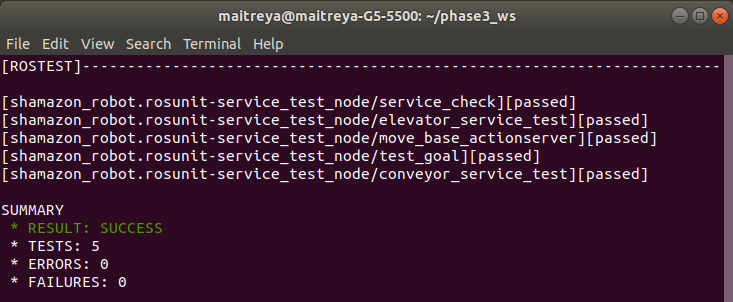 maitreya@maitreya-G5-5500: ~/phase3_ws
File Edit View Search Terminal Help
[ROSTEST]-----------------------------------------------------------------------
[shamazon_robot.rosunit-service_test_node/service_check][passed]
[shamazon_robot.rosunit-service_test_node/elevator_service_test][passed]
[shamazon_robot.rosunit-service_test_node/move_base_actionserver][passed]
[shamazon_robot.rosunit-service_test_node/test_goal][passed]
[shamazon_robot.rosunit-service_test_node/conveyor_service_test][passed]
SUMMARY
* RESULT: SUCCESS
* TESTS: 5
* ERRORS: 0
* FAILURES: 0